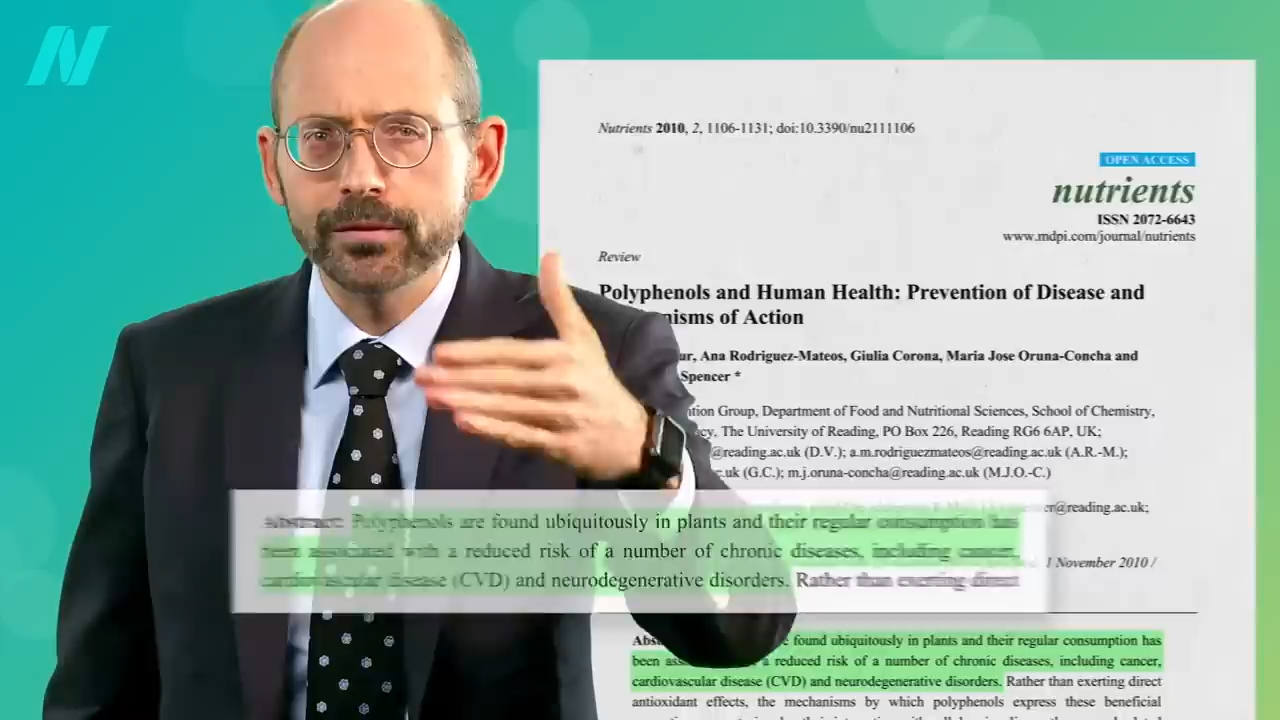 N
Nutrients 2010, 2, 1106-1131; doi:10.3390/nu2111106
OPEN ACCESS
nutrients
ISSN 2072-6643
www.mdpi.com/journal/nutrients
Review
Polyphenols and Human Health: Prevention of Disease and
of Action
Ana Rodriguez-Mateos, Giulia Corona, Maria Jose Oruna-Concha and
Spencer *
Group, Department of Food and Nutritional Sciences, School of Chemistry,
The University of Reading, PO Box 226, Reading RG6 6AP, UK;
@reading.ac.uk (D.V.); a.m.rodriguezmateos@reading.ac.uk (A.R.-M.);
(G.C.); m.j.oruna-concha@reading.ac.uk (M.J.O.-C.)
@reading.ac.uk;
1 November 2010 /
Abstract: Polyphenols are found ubiquitously in plants and their regular consumption has
been associated with a reduced risk of a number of chronic diseases, including cancer,
cardiovascular disease (CVD) and neurodegenerative disorders. Rather than exerting direct
found ubiquitously in plants and their regular consumption has
been a reduced risk of a number of chronic diseases, including cancer,
cardiovascular disease (CVD) and neurodegenerative disorders. Rather than exerting direct
antioxidant effects, the mechanisms by which polyphenols express these beneficial